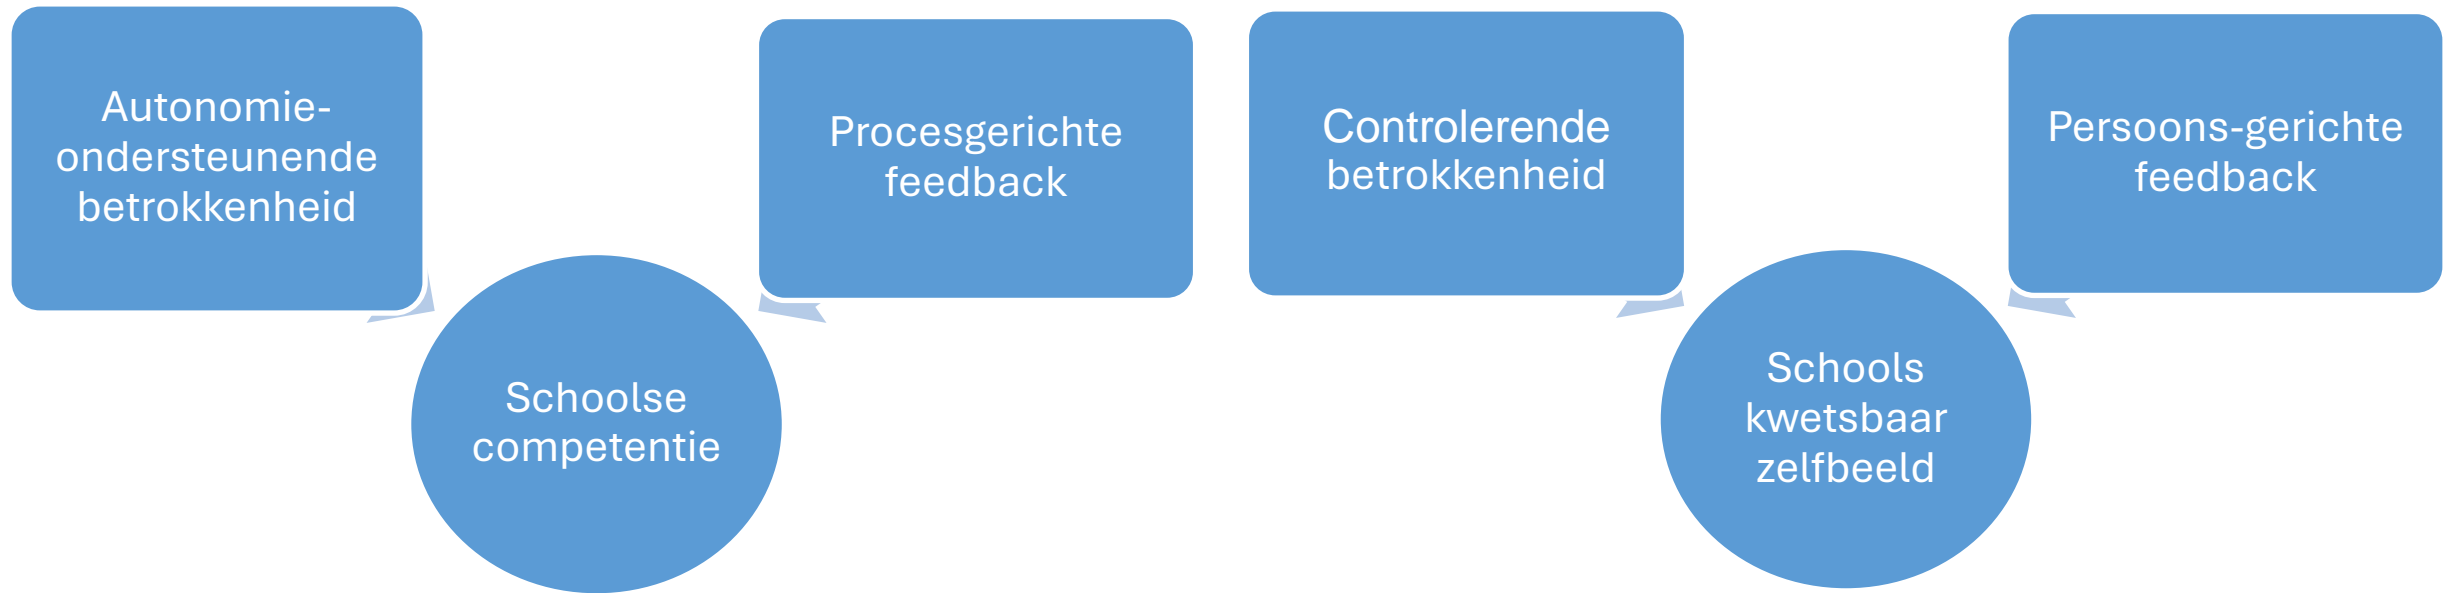 Autonomie-
ondersteunende
betrokkenheid
Procesgerichte
feedback
Schoolse
competentie
Controlerende
betrokkenheid
Persoons-gerichte
feedback
Schools
kwetsbaar
zelfbeeld